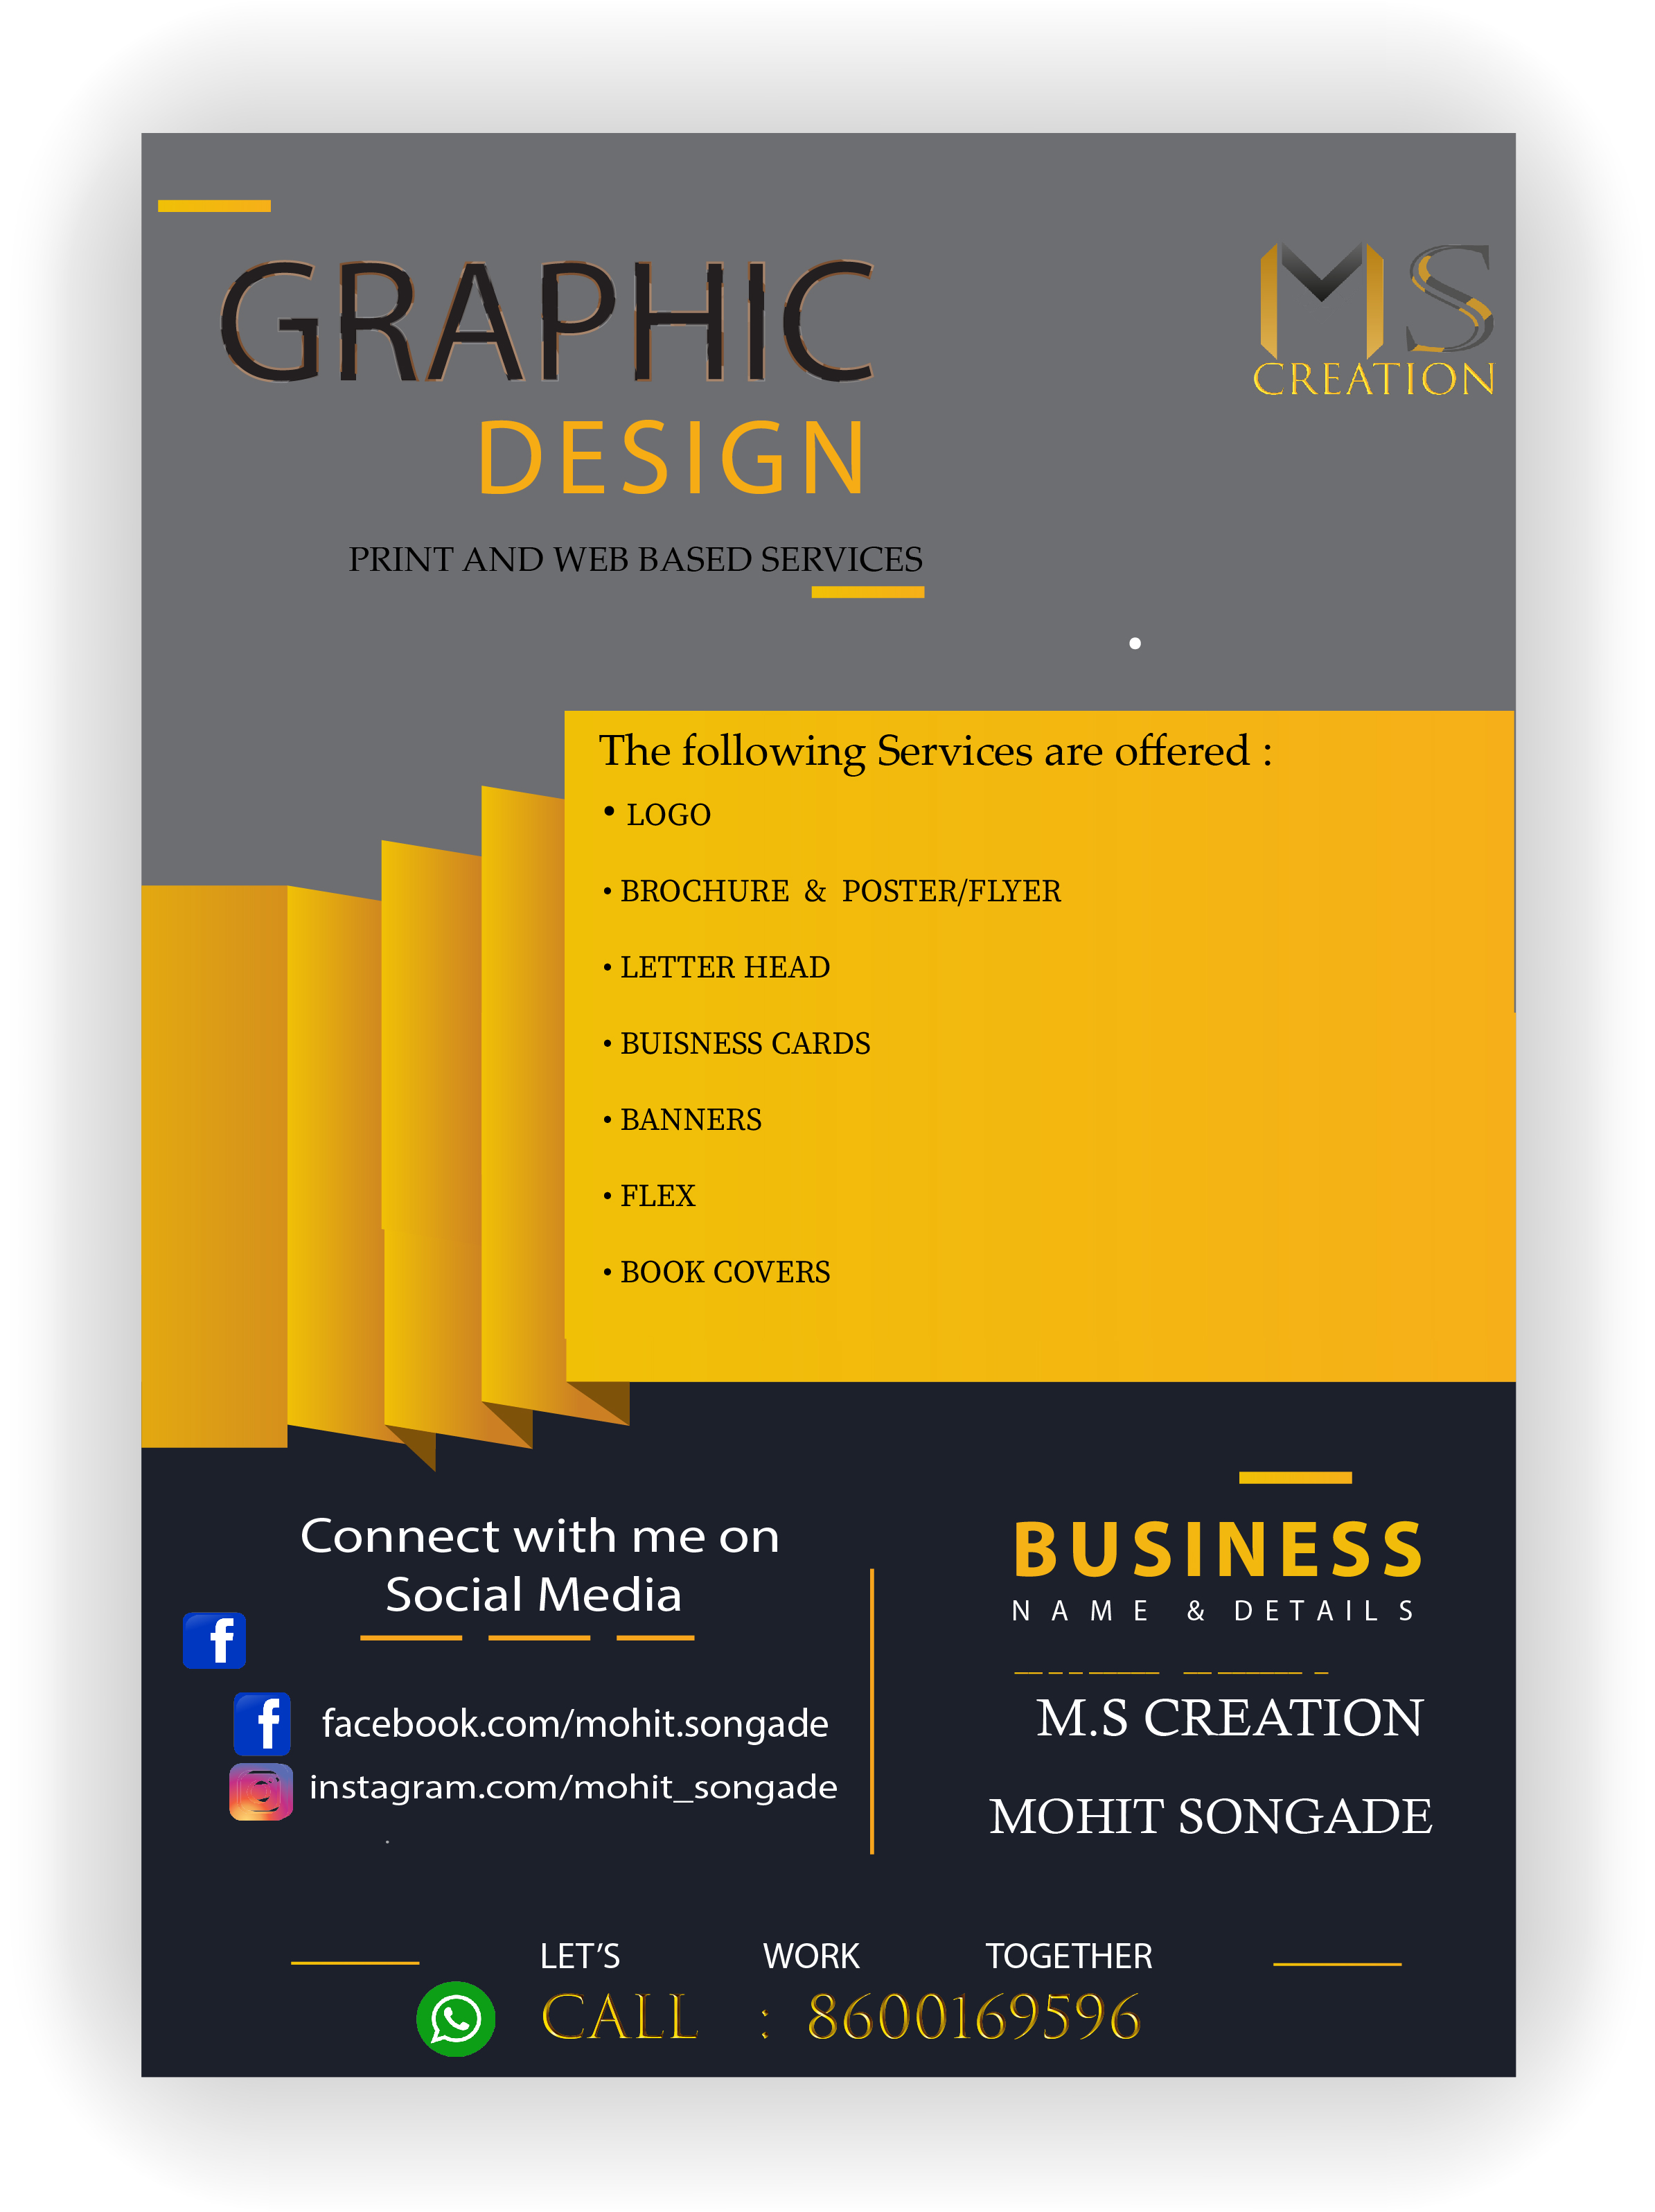 GRAPHIC
DESIGN
PRINT AND WEB BASED SERVICES
MS
CREATION
The following Services are offered :
• LOGO
• BROCHURE & POSTER/FLYER
• LETTER HEAD
• BUISNESS CARDS
• BANNERS
• FLEX
• BOOK COVERS
Connect with me on
Social Media
facebook.com/mohit.songade
instagram.com/mohit_songade
BUSINESS
NAME & DETAILS
M.S CREATION
MOHIT SONGADE
LET’S WORK TOGETHER
CALL : 8600169596